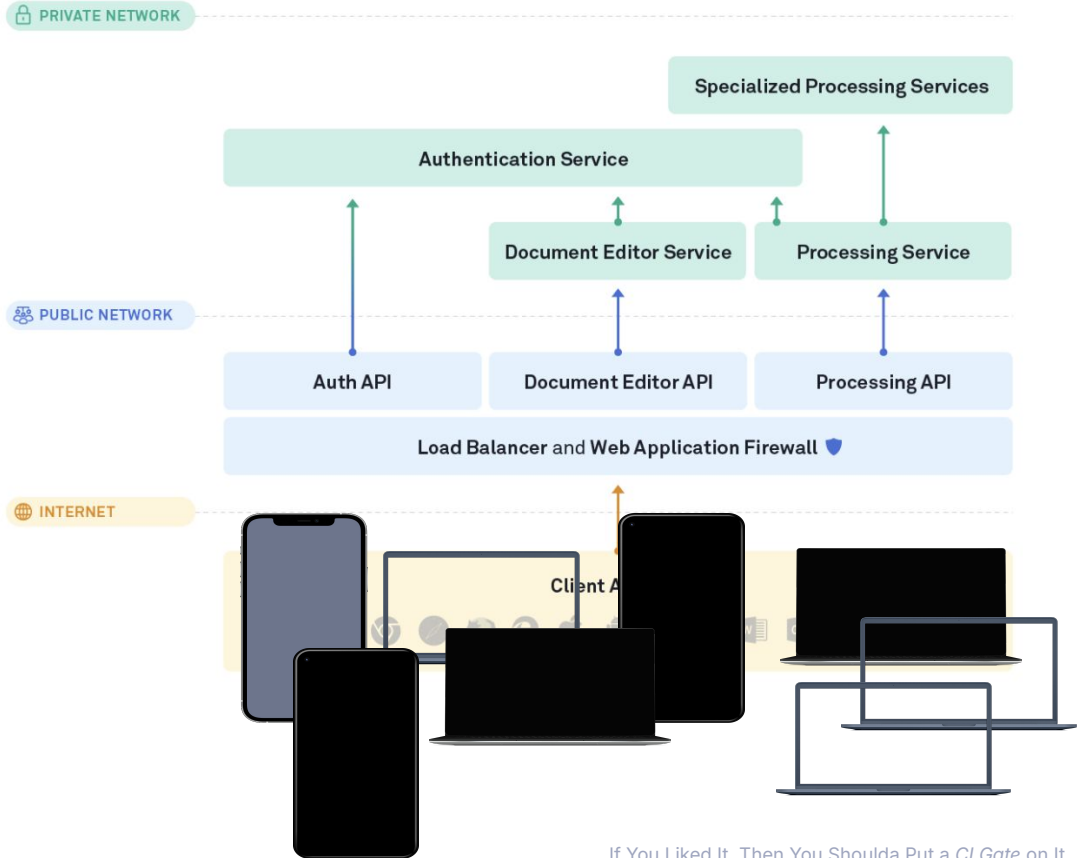 PRIVATE NETWORK
Specialized Processing Services
Authentication Service
Document Editor Service
Processing Service
PUBLIC NETWORK
Auth API
Document Editor API
Processing API
Load Balancer and Web Application Firewall
INTERNET
Client A
W
If You Liked It, Then You Shoulda Put a CI Gate on It